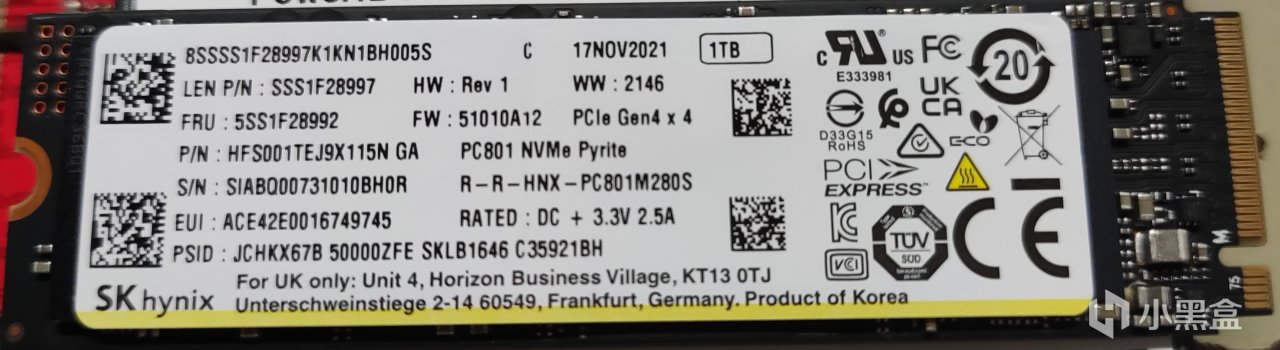 8SSSS1F28997K1KN1BH005S C 17NOV2021 1TB
LEN P/N : SSS1F28997 HW : Rev 1 WW : 2146
FRU : 5SS1F28992 FW : 51010A12 PCIe Gen4 x 4
P/N : HFS001TEJ9X115N GA PC801 NVMe Pyrite
S/N : SIABQ00731010BH0R R-R-HNX-PC801M280S
EUI : ACE42E0016749745 RATED : DC + 3.3V 2.5A
PSID : JCHKX67B 50000ZFE SKLB1646 C35921BH
For UK only: Unit 4, Horizon Business Village, KT13 0TJ
SK hynix Unterschweinstiege 2-14 60549, Frankfurt, Germany. Product of Korea
C US FC
E333981
UK
CA
20
D33G15
RoHS
ECO
PCI
EXPRESS
VCI
TÜV
SÜD
CE
M
75
小黑盒